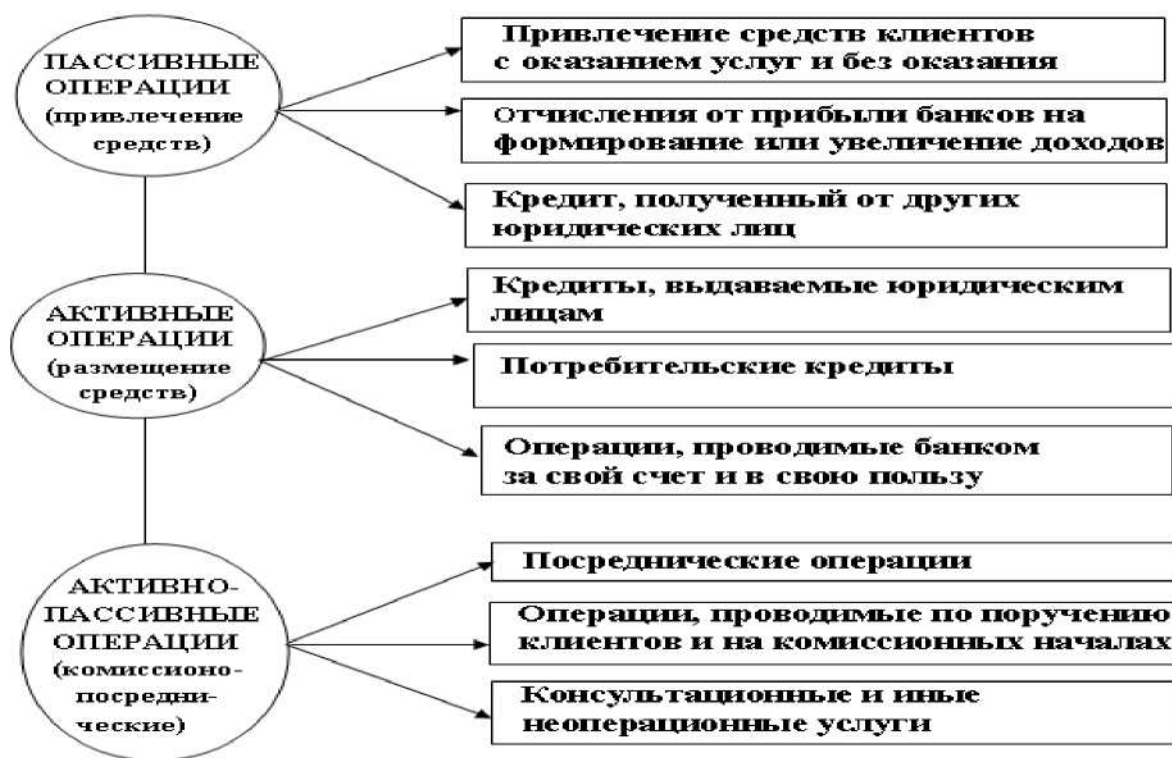 ПАССИВНЫЕ
ОПЕРАЦИИ
(привлечение
средств)
Привлечение средств клиентов
с оказанием услуг и без оказания
Отчисления от прибыли банков на
формирование или увеличение доходов
Кредит, полученный от других
юридических лиц
АКТИВНЫЕ
ОПЕРАЦИИ
(размещение
средств)
Кредиты, выдаваемые юридическим
лицам
Потребительские кредиты
Операции, проводимые банком
за свой счет и в свою пользу
АКТИВНО-
ПАССИВНЫЕ
ОПЕРАЦИИ
(комиссионо-
посредни-
ческие)
Посреднические операции
Операции, проводимые по поручению
клиентов и на комиссионных началах
Консультационные и иные
неоперационные услуги